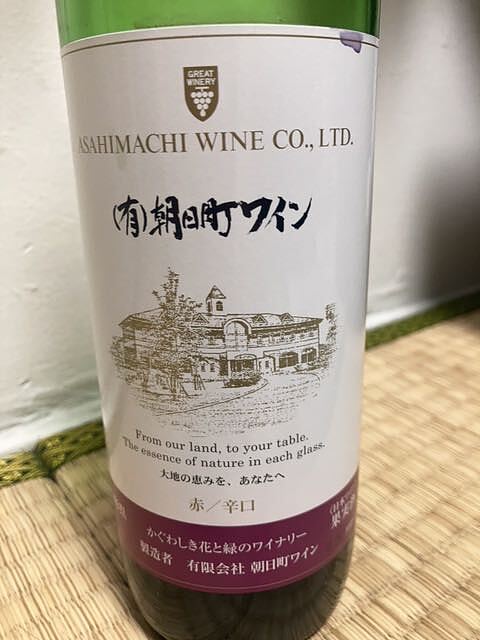 GREAT
WINERY
ASAHIMACHI WINE CO., LTD.
(有)朝日町ワイン
From our land, to your table.
The essence of nature in each glass.
大地の恵みを、あなたへ
赤/辛口
かぐわしき花と緑のワイナリー
製造者 有限会社 朝日町ワイン